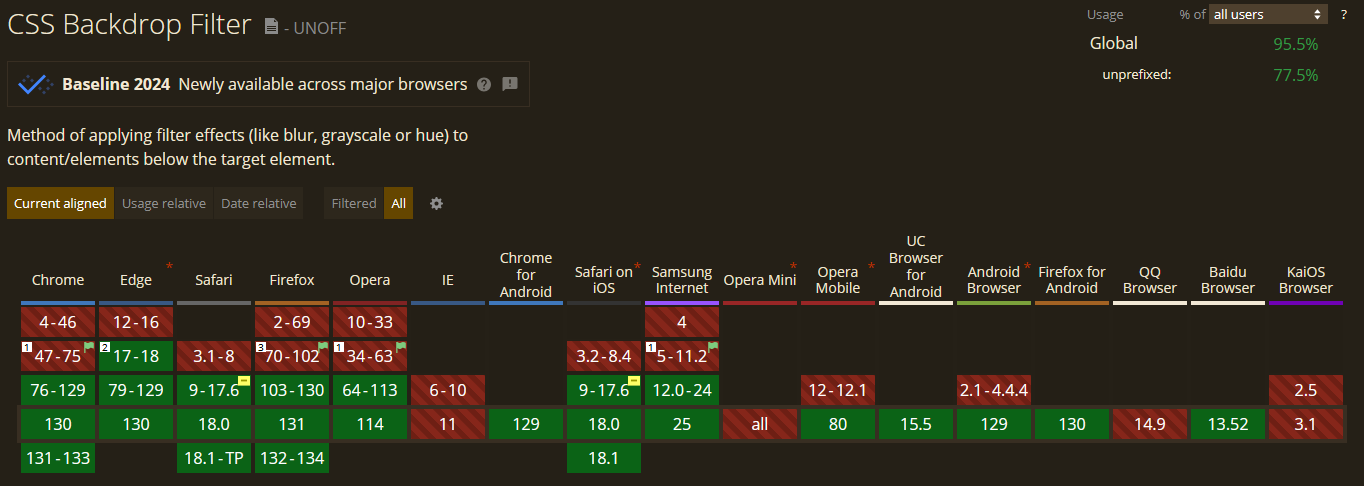 CSS Backdrop Filter - UNOFF
Usage % of all users ?
Global 95.5%
unprefixed: 77.5%
Baseline 2024 Newly available across major browsers ?
Method of applying filter effects (like blur, grayscale or hue) to
content/elements below the target element.
Current aligned Usage relative Date relative Filtered All
Chrome
Edge *
Safari
Firefox
Opera
IE
Chrome
for
Android
Safari on *
iOS
Samsung
Internet
Opera Mini *
Opera *
Mobile
UC
Browser
for
Android
Android *
Browser
Firefox for
Android
QQ
Browser
Baidu
Browser
KaiOS
Browser
4-46 12-16 2-69 10-33 4
1 47-75 2 17-18 3.1-8 3 70-102 1 34-63 3.2-8.4 1 5-11.2
76-129 79-129 9-17.6 103-130 64-113 6-10 9-17.6 12.0-24 12-12.1 2.1-4.4.4 2.5
130 130 18.0 131 114 11 129 18.0 25 all 80 15.5 129 130 14.9 13.52 3.1
131-133 18.1-TP 132-134 18.1